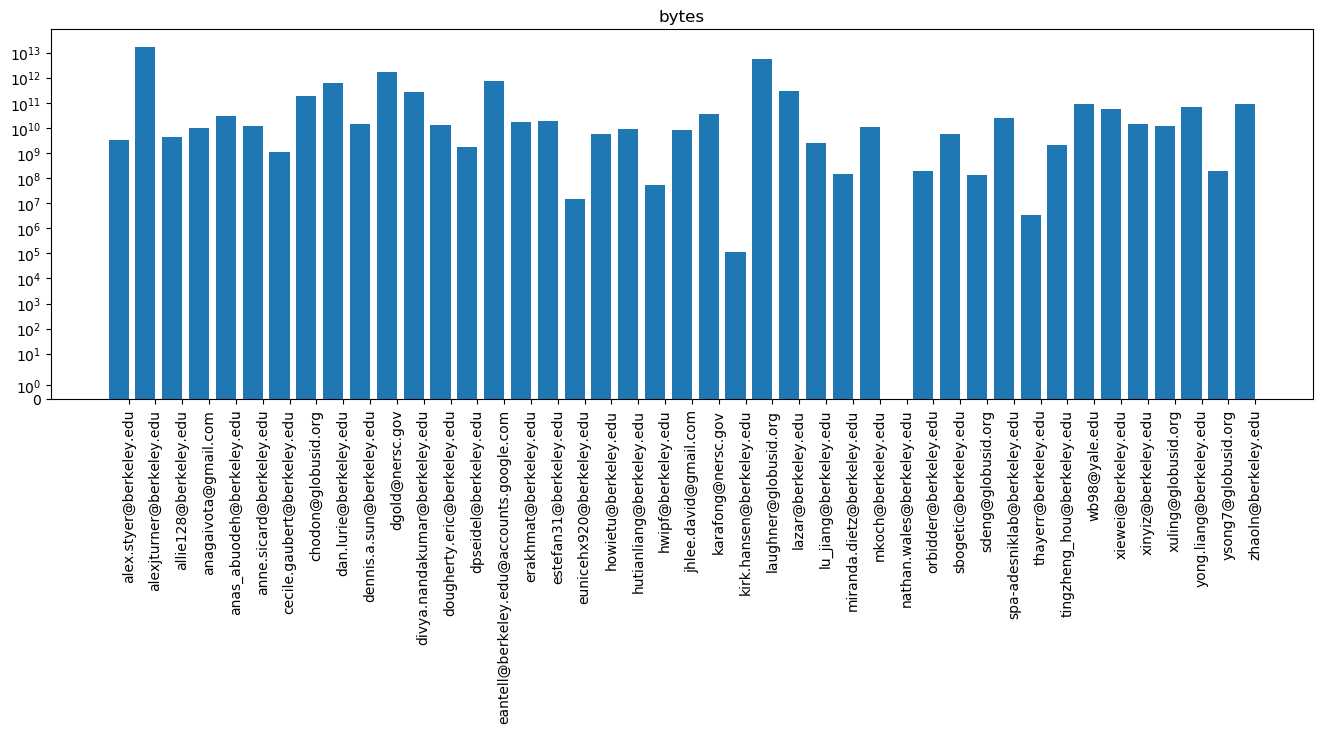 bytes
10^13
10^12
10^11
10^10
10^9
10^8
10^7
10^6
10^5
10^4
10^3
10^2
10^1
10^0
0
alex.styer@berkeley.edu
alexjturner@berkeley.edu
allie128@berkeley.edu
anagaivota@gmail.com
anas_abuodeh@berkeley.edu
anne.sicard@berkeley.edu
cecile.gaubert@berkeley.edu
chodon@globusid.org
dan.lurie@berkeley.edu
dennis.a.sun@berkeley.edu
dgold@nersc.gov
divya.nandakumar@berkeley.edu
dougherty.eric@berkeley.edu
dpseidel@berkeley.edu
eantell@berkeley.edu@accounts.google.com
erakhmat@berkeley.edu
estefan31@berkeley.edu
eunicehx920@berkeley.edu
howietu@berkeley.edu
hutianliang@berkeley.edu
hwipf@berkeley.edu
jhlee.david@gmail.com
karafong@nersc.gov
kirk.hansen@berkeley.edu
laughner@globusid.org
lazar@berkeley.edu
lu_jiang@berkeley.edu
miranda.dietz@berkeley.edu
mkoch@berkeley.edu
nathan.wales@berkeley.edu
orbidder@berkeley.edu
sbogetic@berkeley.edu
sdeng@globusid.org
spa-adesniklab@berkeley.edu
thayerr@berkeley.edu
tingzheng_hou@berkeley.edu
wb98@yale.edu
xiewei@berkeley.edu
xinyiz@berkeley.edu
xuling@globusid.org
yong.liang@berkeley.edu
ysong7@globusid.org
zhaoln@berkeley.edu